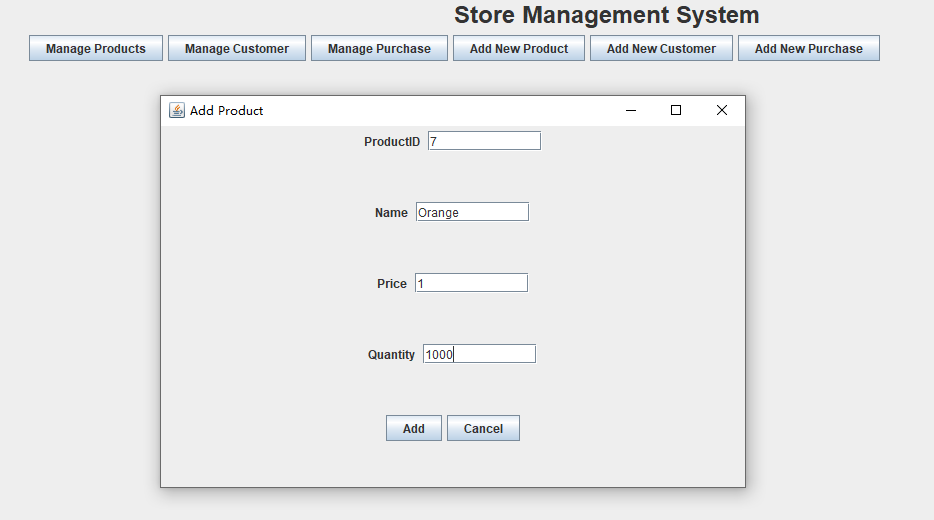 Store Management System
Manage Products Manage Customer Manage Purchase Add New Product Add New Customer Add New Purchase
Add Product
ProductID 7
Name Orange
Price 1
Quantity 1000
Add Cancel